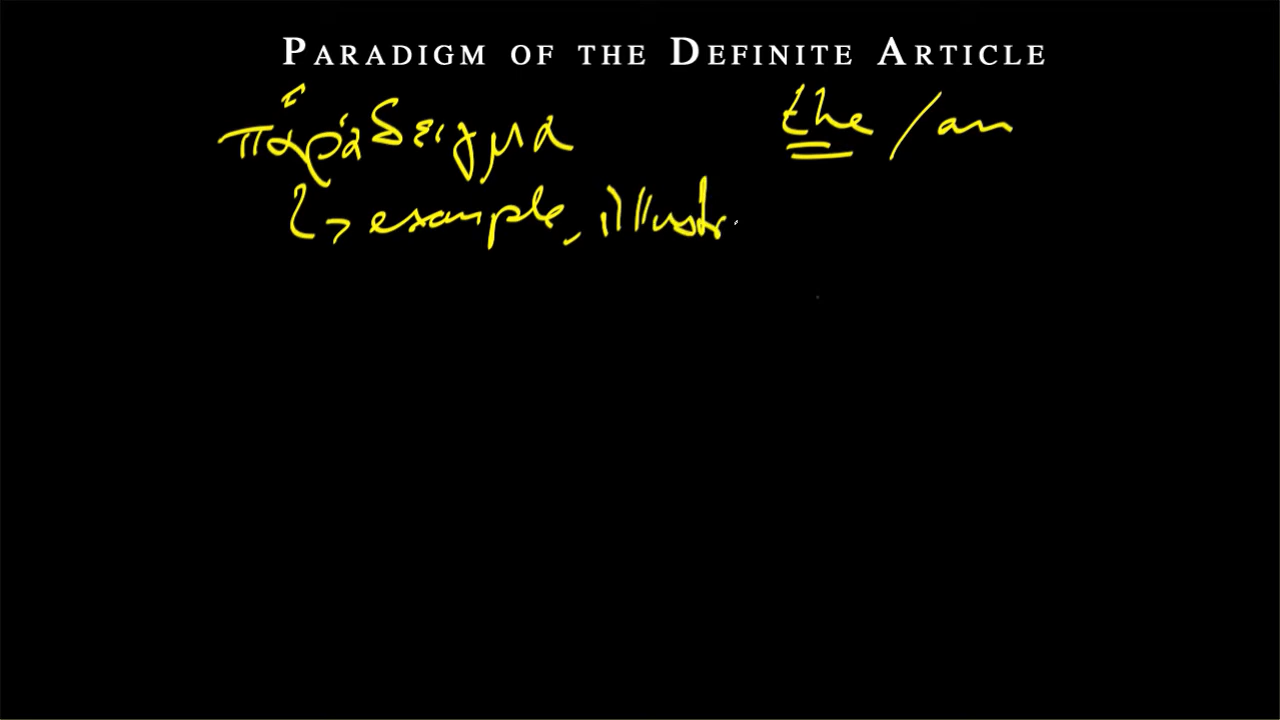 PARADIGM OF THE DEFINITE ARTICLE
παράδειγμα the / an
↳ example, illustr